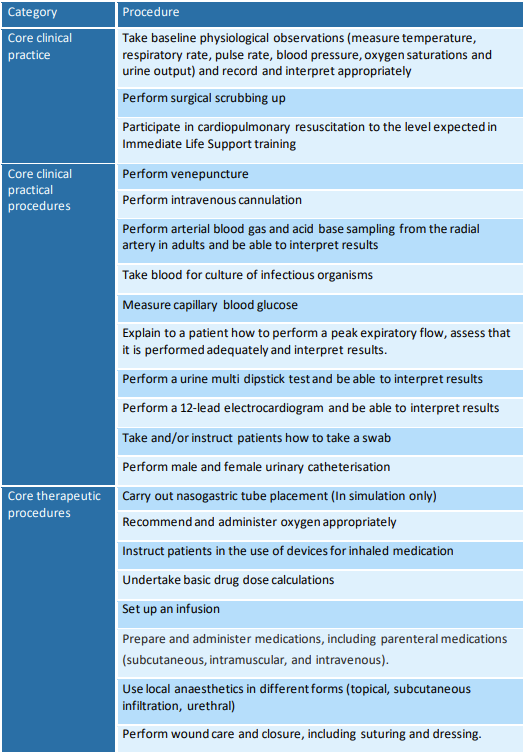 Category Procedure
Core clinical
practice
Take baseline physiological observations (measure temperature,
respiratory rate, pulse rate, blood pressure, oxygen saturations and
urine output) and record and interpret appropriately
Perform surgical scrubbing up
Participate in cardiopulmonary resuscitation to the level expected in
Immediate Life Support training
Core clinical
practical
procedures
Perform venepuncture
Perform intravenous cannulation
Perform arterial blood gas and acid base sampling from the radial
artery in adults and be able to interpret results
Take blood for culture of infectious organisms
Measure capillary blood glucose
Explain to a patient how to perform a peak expiratory flow, assess that
it is performed adequately and interpret results.
Perform a urine multi dipstick test and be able to interpret results
Perform a 12-lead electrocardiogram and be able to interpret results
Take and/or instruct patients how to take a swab
Perform male and female urinary catheterisation
Core therapeutic
procedures
Carry out nasogastric tube placement (In simulation only)
Recommend and administer oxygen appropriately
Instruct patients in the use of devices for inhaled medication
Undertake basic drug dose calculations
Set up an infusion
Prepare and administer medications, including parenteral medications
(subcutaneous, intramuscular, and intravenous).
Use local anaesthetics in different forms (topical, subcutaneous
infiltration, urethral)
Perform wound care and closure, including suturing and dressing.